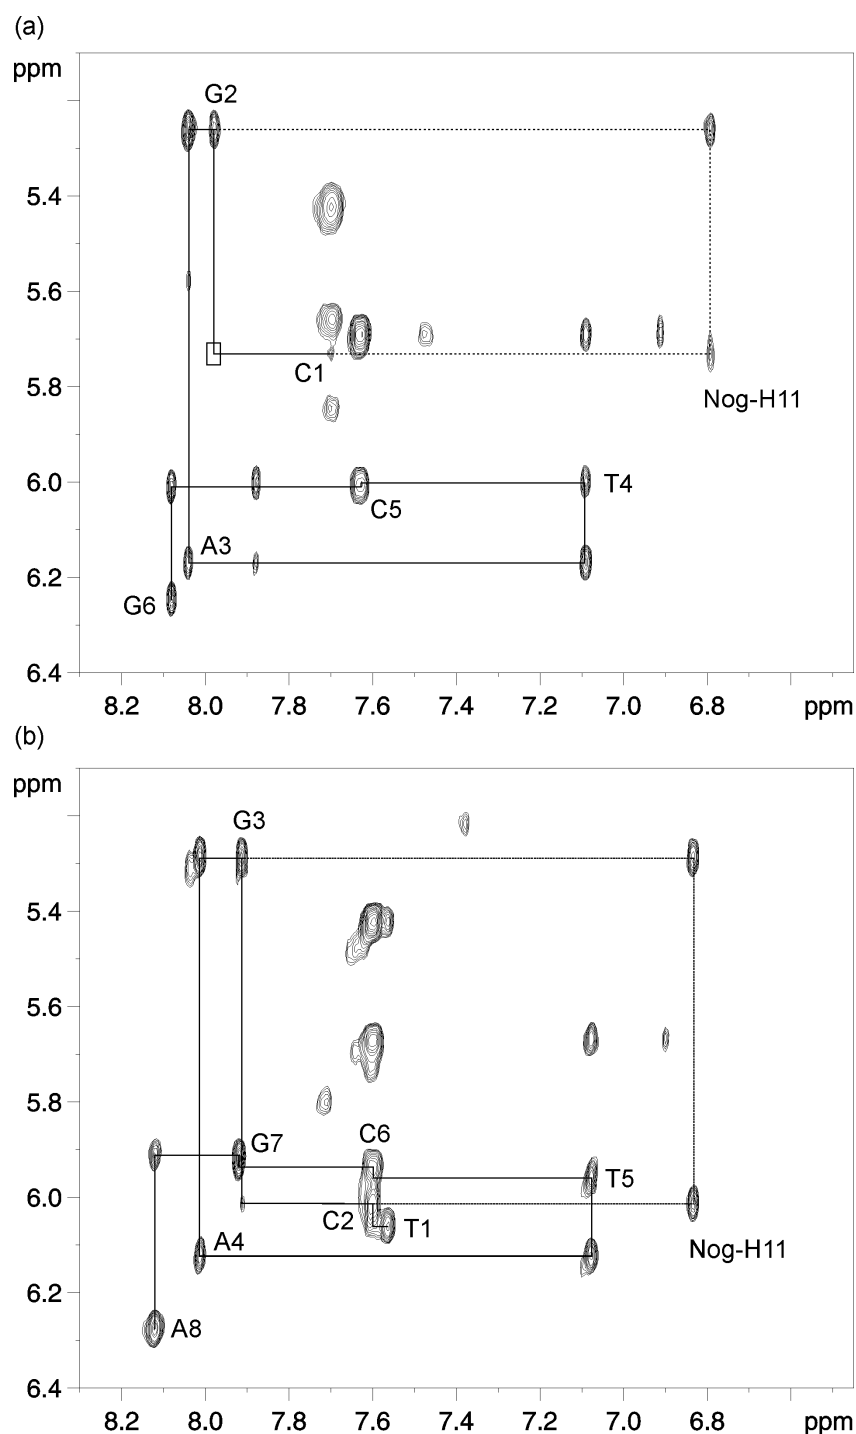 (a)
ppm
G2
5.4
5.6
C1
5.8
Nog-H11
6.0
T4
C5
A3
6.2
G6
6.4
8.2 8.0 7.8 7.6 7.4 7.2 7.0 6.8 ppm
(b)
ppm
G3
5.4
5.6
5.8
C6
G7
T5
6.0
C2 T1
A4 Nog-H11
6.2
A8
6.4
8.2 8.0 7.8 7.6 7.4 7.2 7.0 6.8 ppm